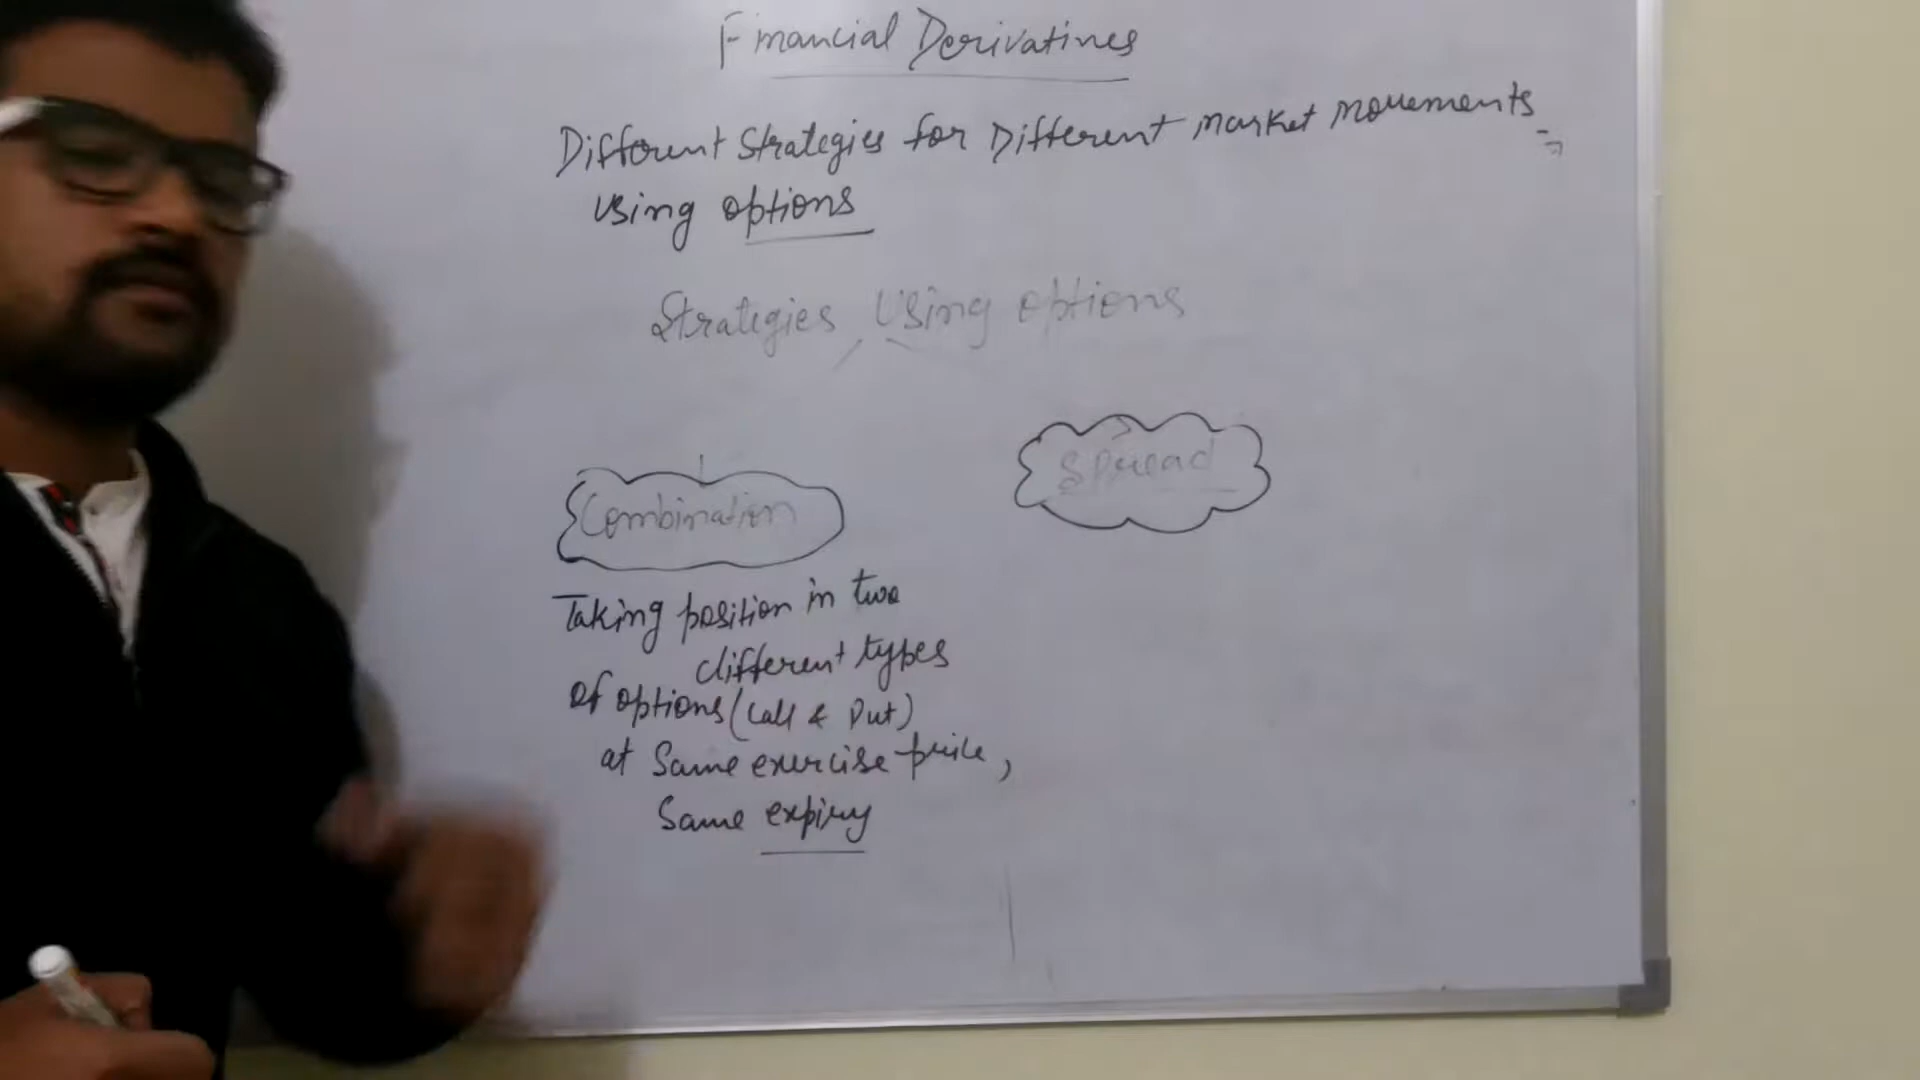 Financial Derivatives
Different Strategies for Different market movements
using options
Strategies Using options
Combination
Spread
Taking position in two
different types
of options (Call & Put)
at Same exercise price,
Same expiry